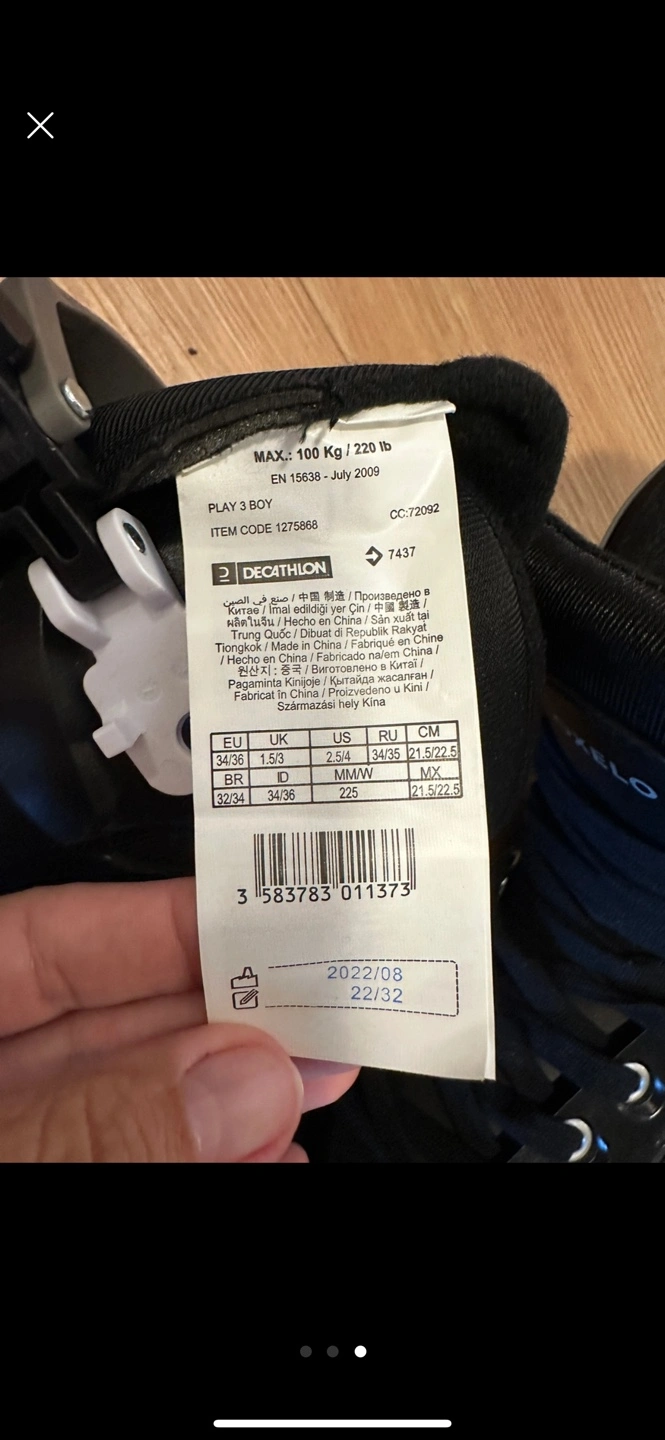 MAX.: 100 Kg / 220 lb
EN 15638 - July 2009
PLAY 3 BOY
CC:72092
ITEM CODE 1275868
DECATHLON
7437
صنع في الصين / 中国 制造 / Произведено в
Китае / İmal edildiği yer Çin / 中國 製造 /
ผลิตในจีน / Hecho en China / Sản xuất tại
Trung Quốc / Dibuat di Republik Rakyat
Tiongkok / Made in China / Fabriqué en Chine
/ Hecho en China / Fabricado na/em China /
원산지 : 중국 / Виготовлено в Китаї /
Pagaminta Kinijoje / Қытайда жасалған /
Fabricat în China / Proizvedeno u Kini /
Származási hely Kína
EU UK US RU CM
34/36 1.5/3 2.5/4 34/35 21.5/22.5
BR ID MM/W MX
32/34 34/36 225 21.5/22.5
3 583783 011373
2022/08
22/32
XELO